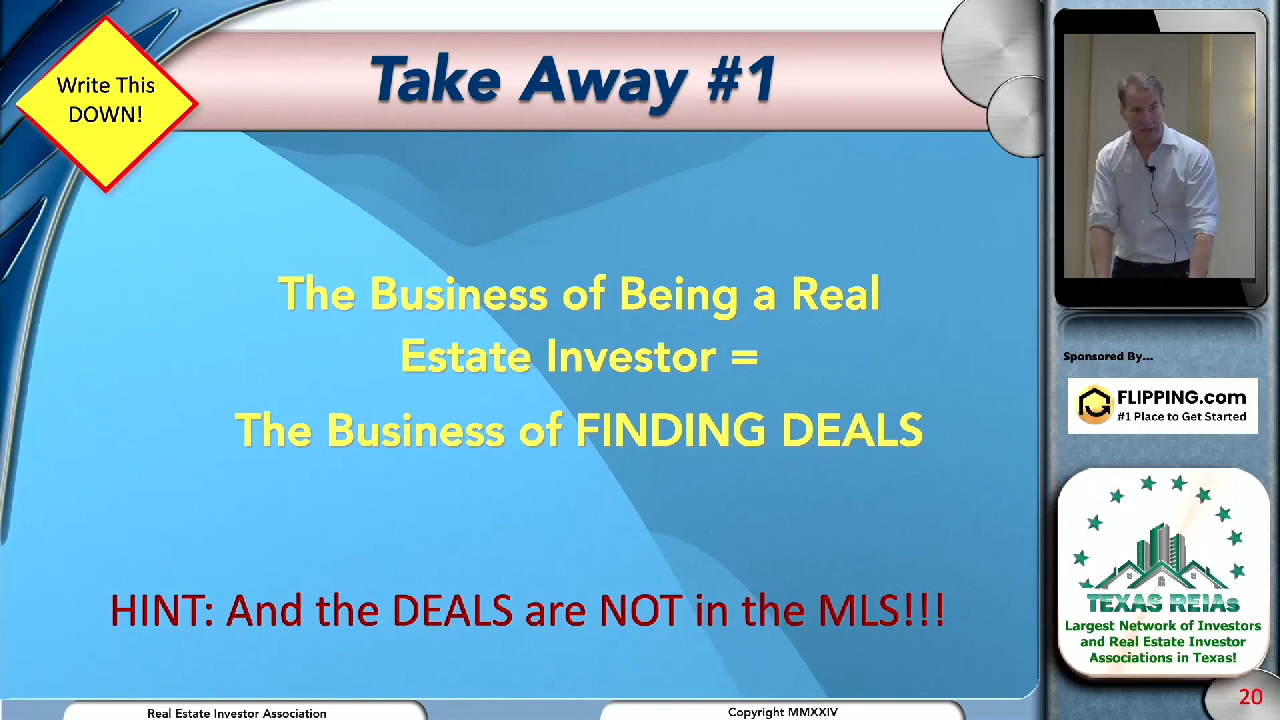 Write This
DOWN!
Take Away #1
The Business of Being a Real
Estate Investor =
The Business of FINDING DEALS
HINT: And the DEALS are NOT in the MLS!!!
Sponsored By...
FLIPPING.com
#1 Place to Get Started
TEXAS REIAs
Largest Network of Investors
and Real Estate Investor
Associations in Texas!
Real Estate Investor Association
Copyright MMXXIV
20